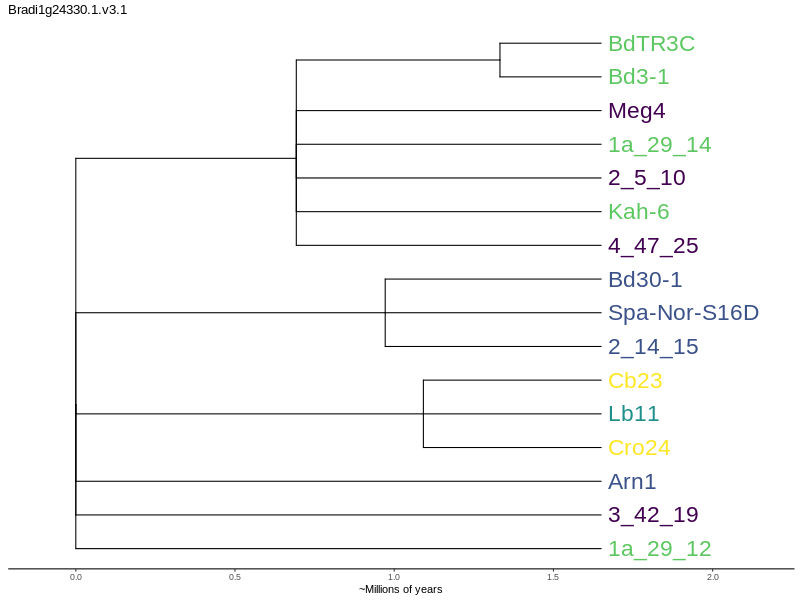 Bradi1g24330.1.v3.1
BdTR3C
Bd3-1
Meg4
1a_29_14
2_5_10
Kah-6
4_47_25
Bd30-1
Spa-Nor-S16D
2_14_15
Cb23
Lb11
Cro24
Arn1
3_42_19
1a_29_12
0.0 0.5 1.0 1.5 2.0
~Millions of years